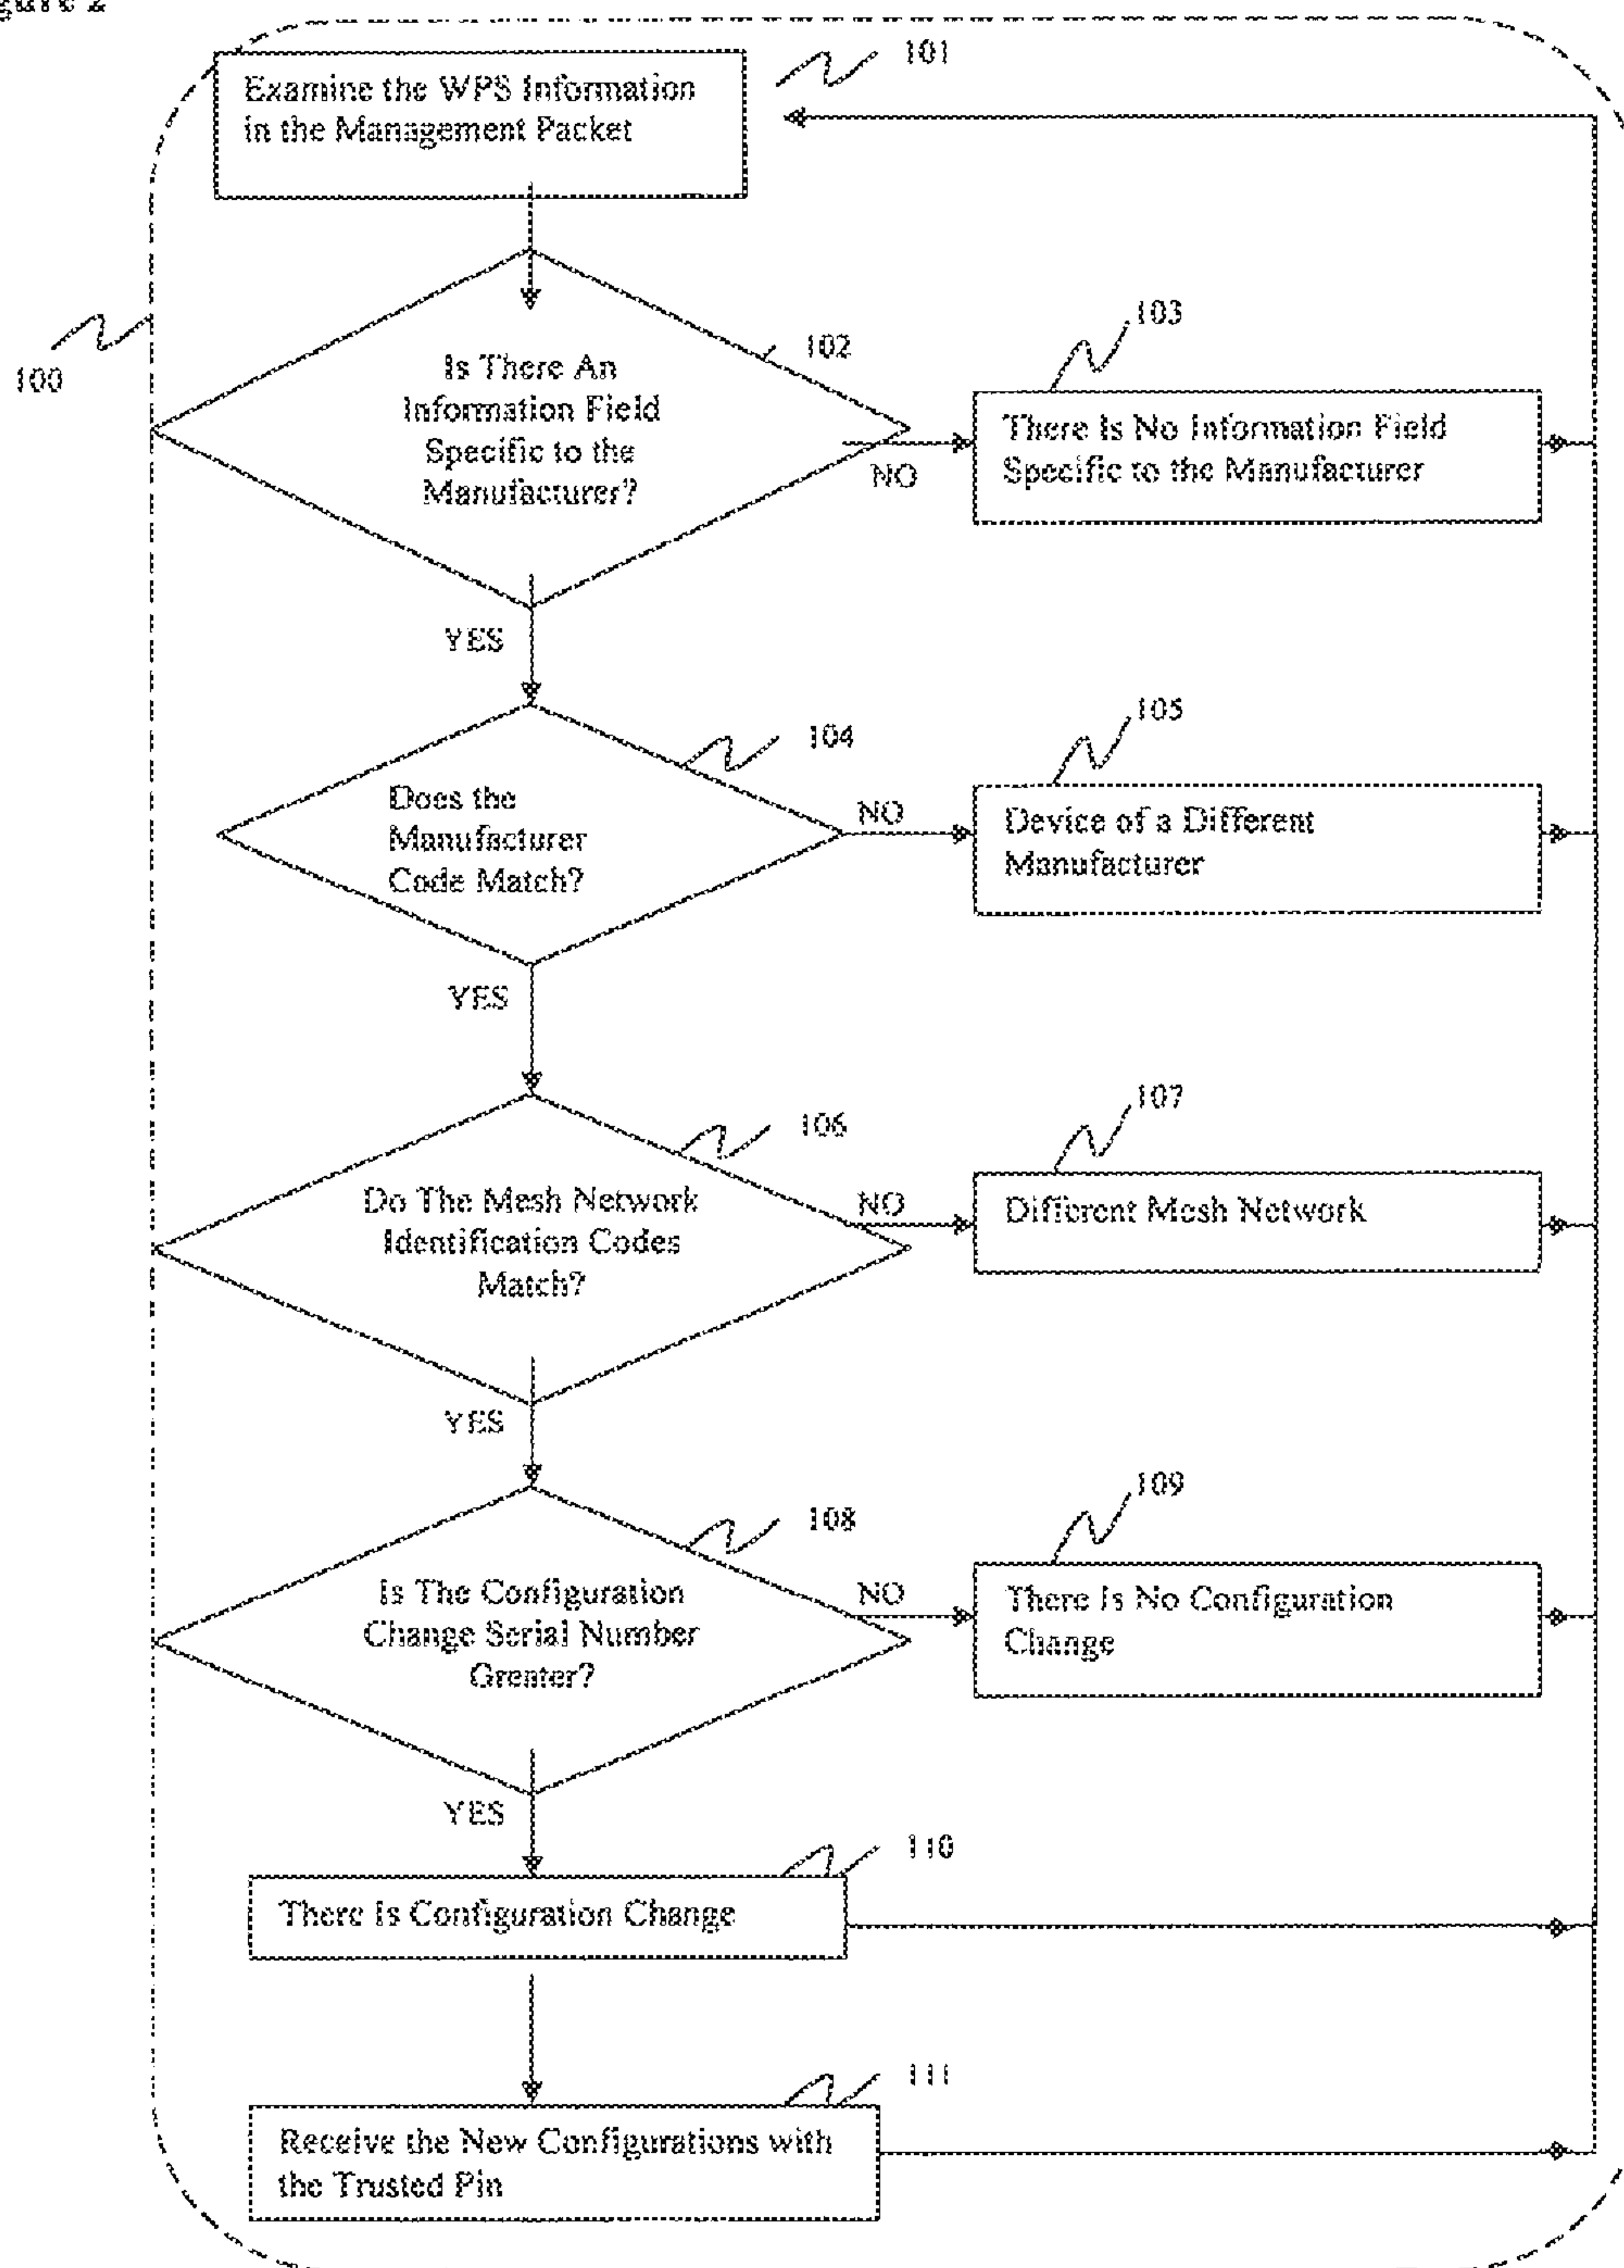 101
Examine the WPS Information
in the Management Packet
100
102
Is There An
Information Field
Specific to the
Manufacturer?
103
There Is No Information Field
Specific to the Manufacturer
NO
YES
104
Does the
Manufacturer
Code Match?
NO
105
Device of a Different
Manufacturer
YES
106
Do The Mesh Network
Identification Codes
Match?
NO
107
Different Mesh Network
YES
108
Is The Configuration
Change Serial Number
Greater?
NO
109
There Is No Configuration
Change
YES
110
There Is Configuration Change
111
Receive the New Configurations with
the Trusted Pin